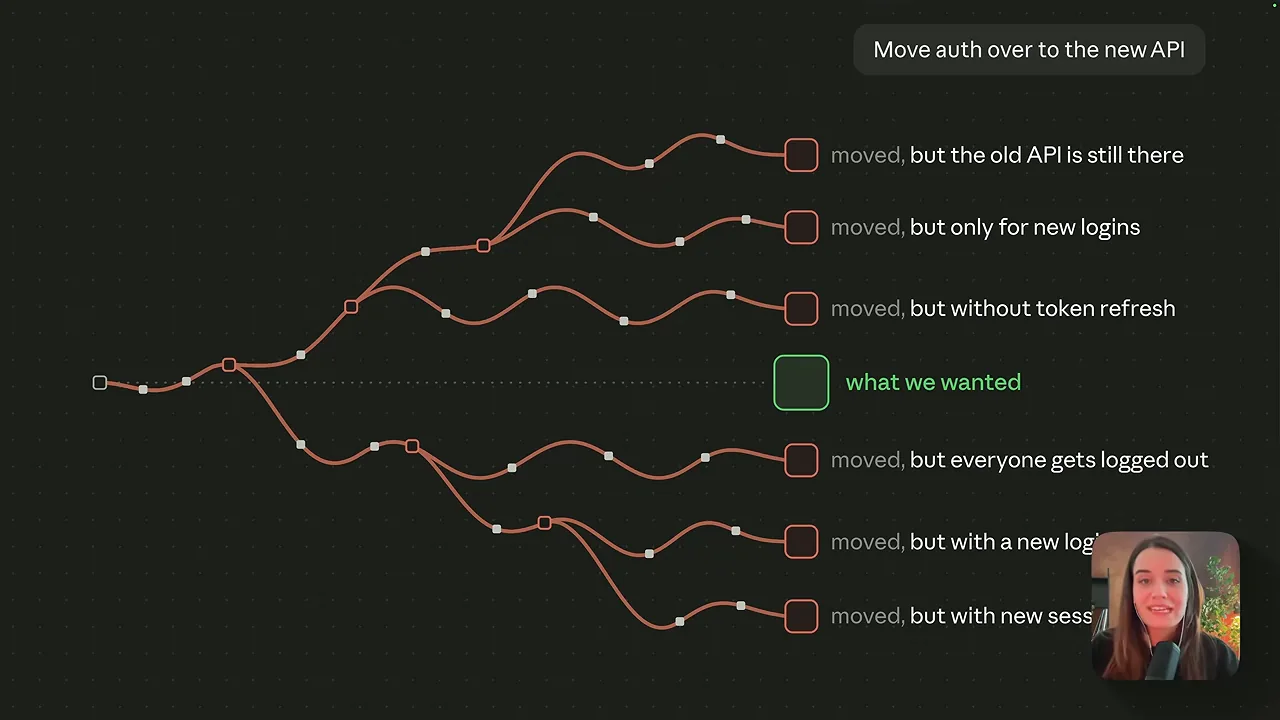 Move auth over to the new API
moved, but the old API is still there
moved, but only for new logins
moved, but without token refresh
what we wanted
moved, but everyone gets logged out
moved, but with a new
moved, but with new